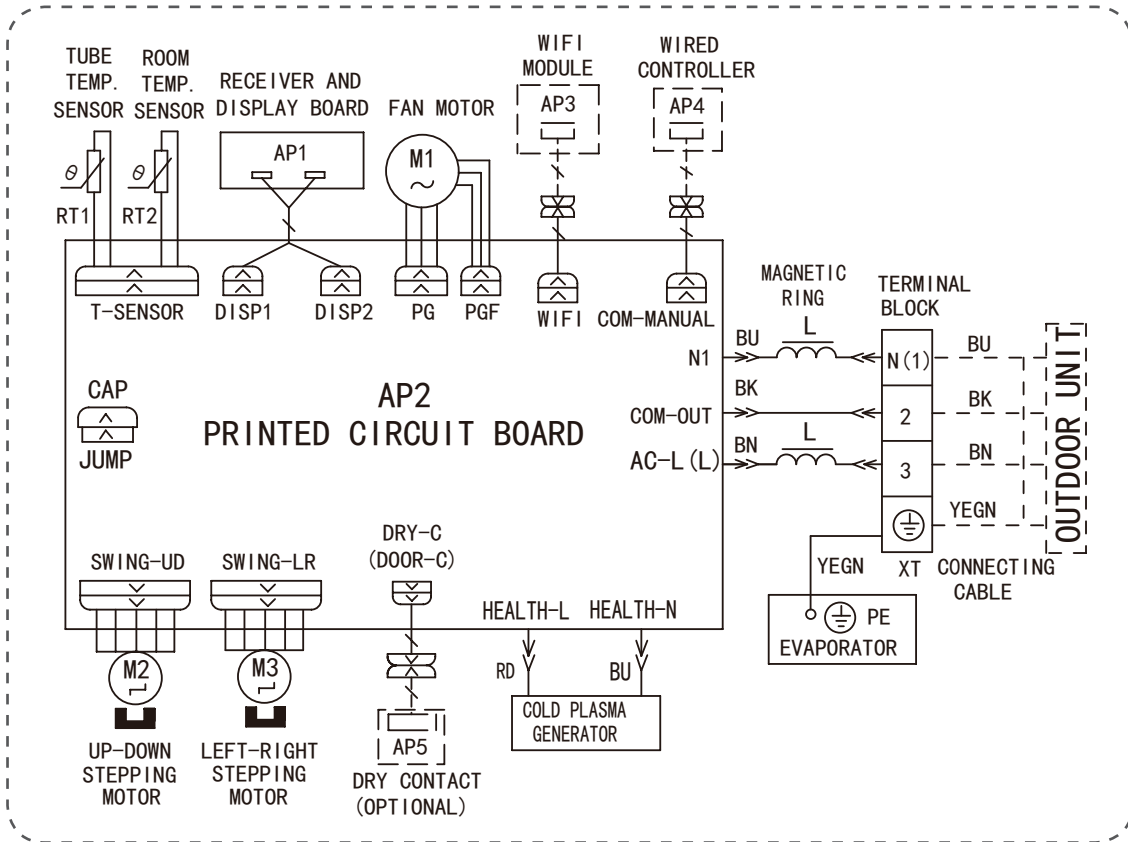 TUBE
TEMP.
SENSOR
ROOM
TEMP.
SENSOR
RECEIVER AND
DISPLAY BOARD
FAN MOTOR
WIFI
MODULE
WIRED
CONTROLLER
AP1
M1
AP3
AP4
θ
θ
RT1
RT2
T-SENSOR
DISP1
DISP2
PG
PGF
WIFI
COM-MANUAL
MAGNETIC
RING
TERMINAL
BLOCK
N1
BU
L
N(1)
BU
CAP
JUMP
AP2
PRINTED CIRCUIT BOARD
COM-OUT
BK
2
BK
AC-L(L)
BN
L
3
BN
YEGN
OUTDOOR UNIT
YEGN
XT
CONNECTING
CABLE
PE
EVAPORATOR
SWING-UD
SWING-LR
DRY-C
(DOOR-C)
HEALTH-L
HEALTH-N
M2
M3
RD
BU
COLD PLASMA
GENERATOR
AP5
UP-DOWN
STEPPING
MOTOR
LEFT-RIGHT
STEPPING
MOTOR
DRY CONTACT
(OPTIONAL)